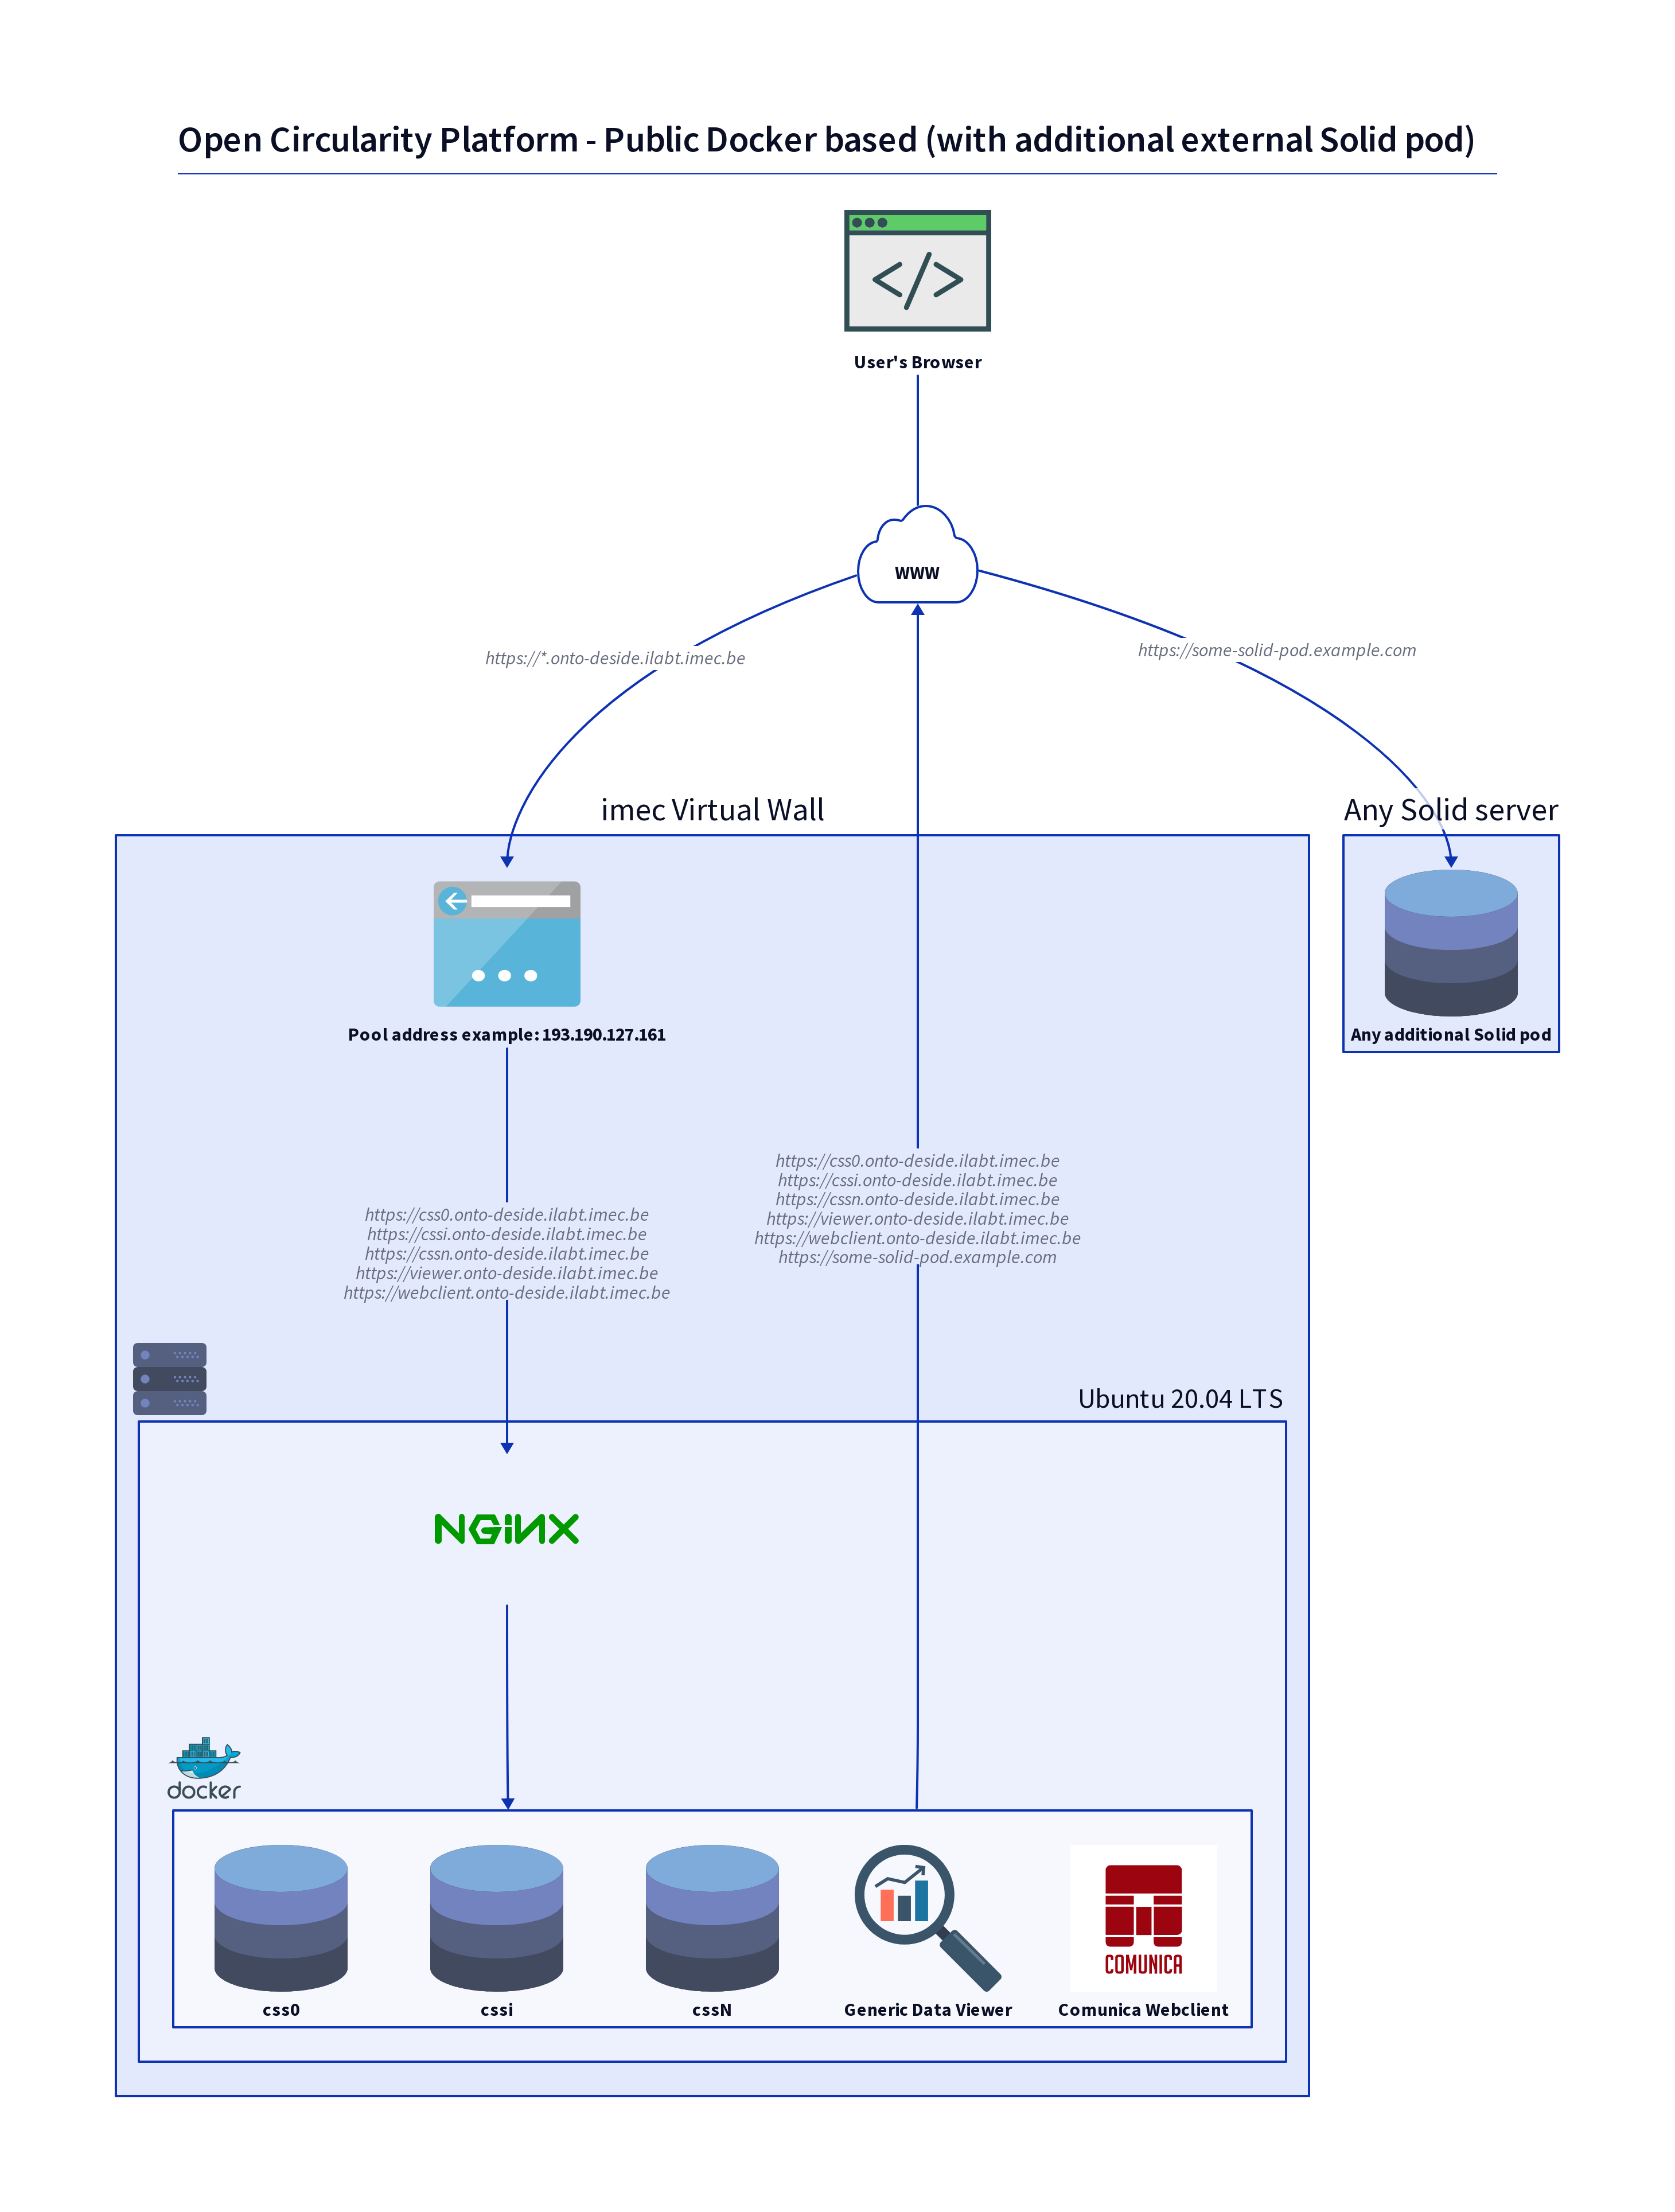 Open Circularity Platform - Public Docker based (with additional external Solid pod)
</>
User's Browser
www
https://*.onto-deside.ilabt.imec.be
https://some-solid-pod.example.com
imec Virtual Wall
Any Solid server
Pool address example: 193.190.127.161
Any additional Solid pod
https://css0.onto-deside.ilabt.imec.be
https://cssi.onto-deside.ilabt.imec.be
https://cssn.onto-deside.ilabt.imec.be
https://viewer.onto-deside.ilabt.imec.be
https://webclient.onto-deside.ilabt.imec.be
https://some-solid-pod.example.com
https://css0.onto-deside.ilabt.imec.be
https://cssi.onto-deside.ilabt.imec.be
https://cssn.onto-deside.ilabt.imec.be
https://viewer.onto-deside.ilabt.imec.be
https://webclient.onto-deside.ilabt.imec.be
Ubuntu 20.04 LTS
NGiNX
docker
COMUNICA
css0
cssi
cssN
Generic Data Viewer
Comunica Webclient